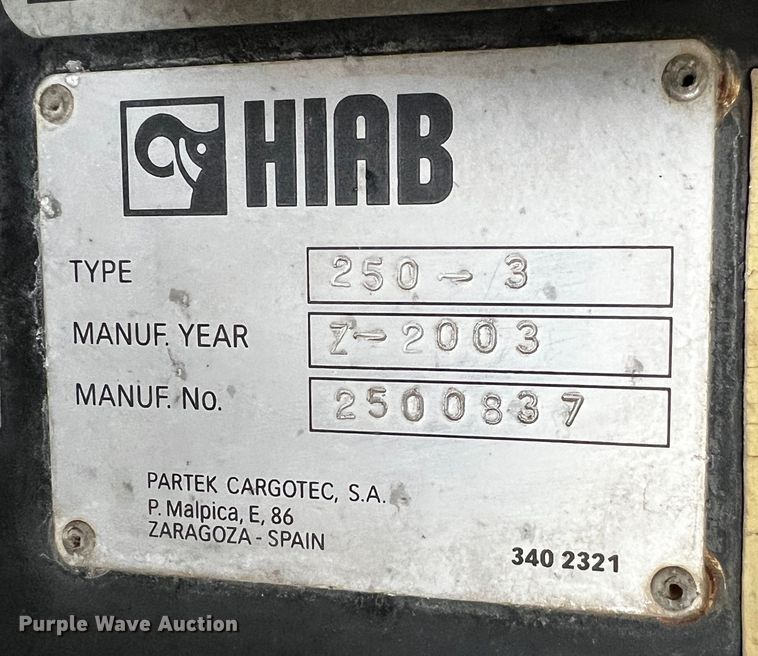 HIAB
TYPE 250-3
MANUF. YEAR Z-2003
MANUF. No. 2500837
PARTEK CARGOTEC, S.A.
P. Malpica, E, 86
ZARAGOZA - SPAIN
340 2321
Purple Wave Auction